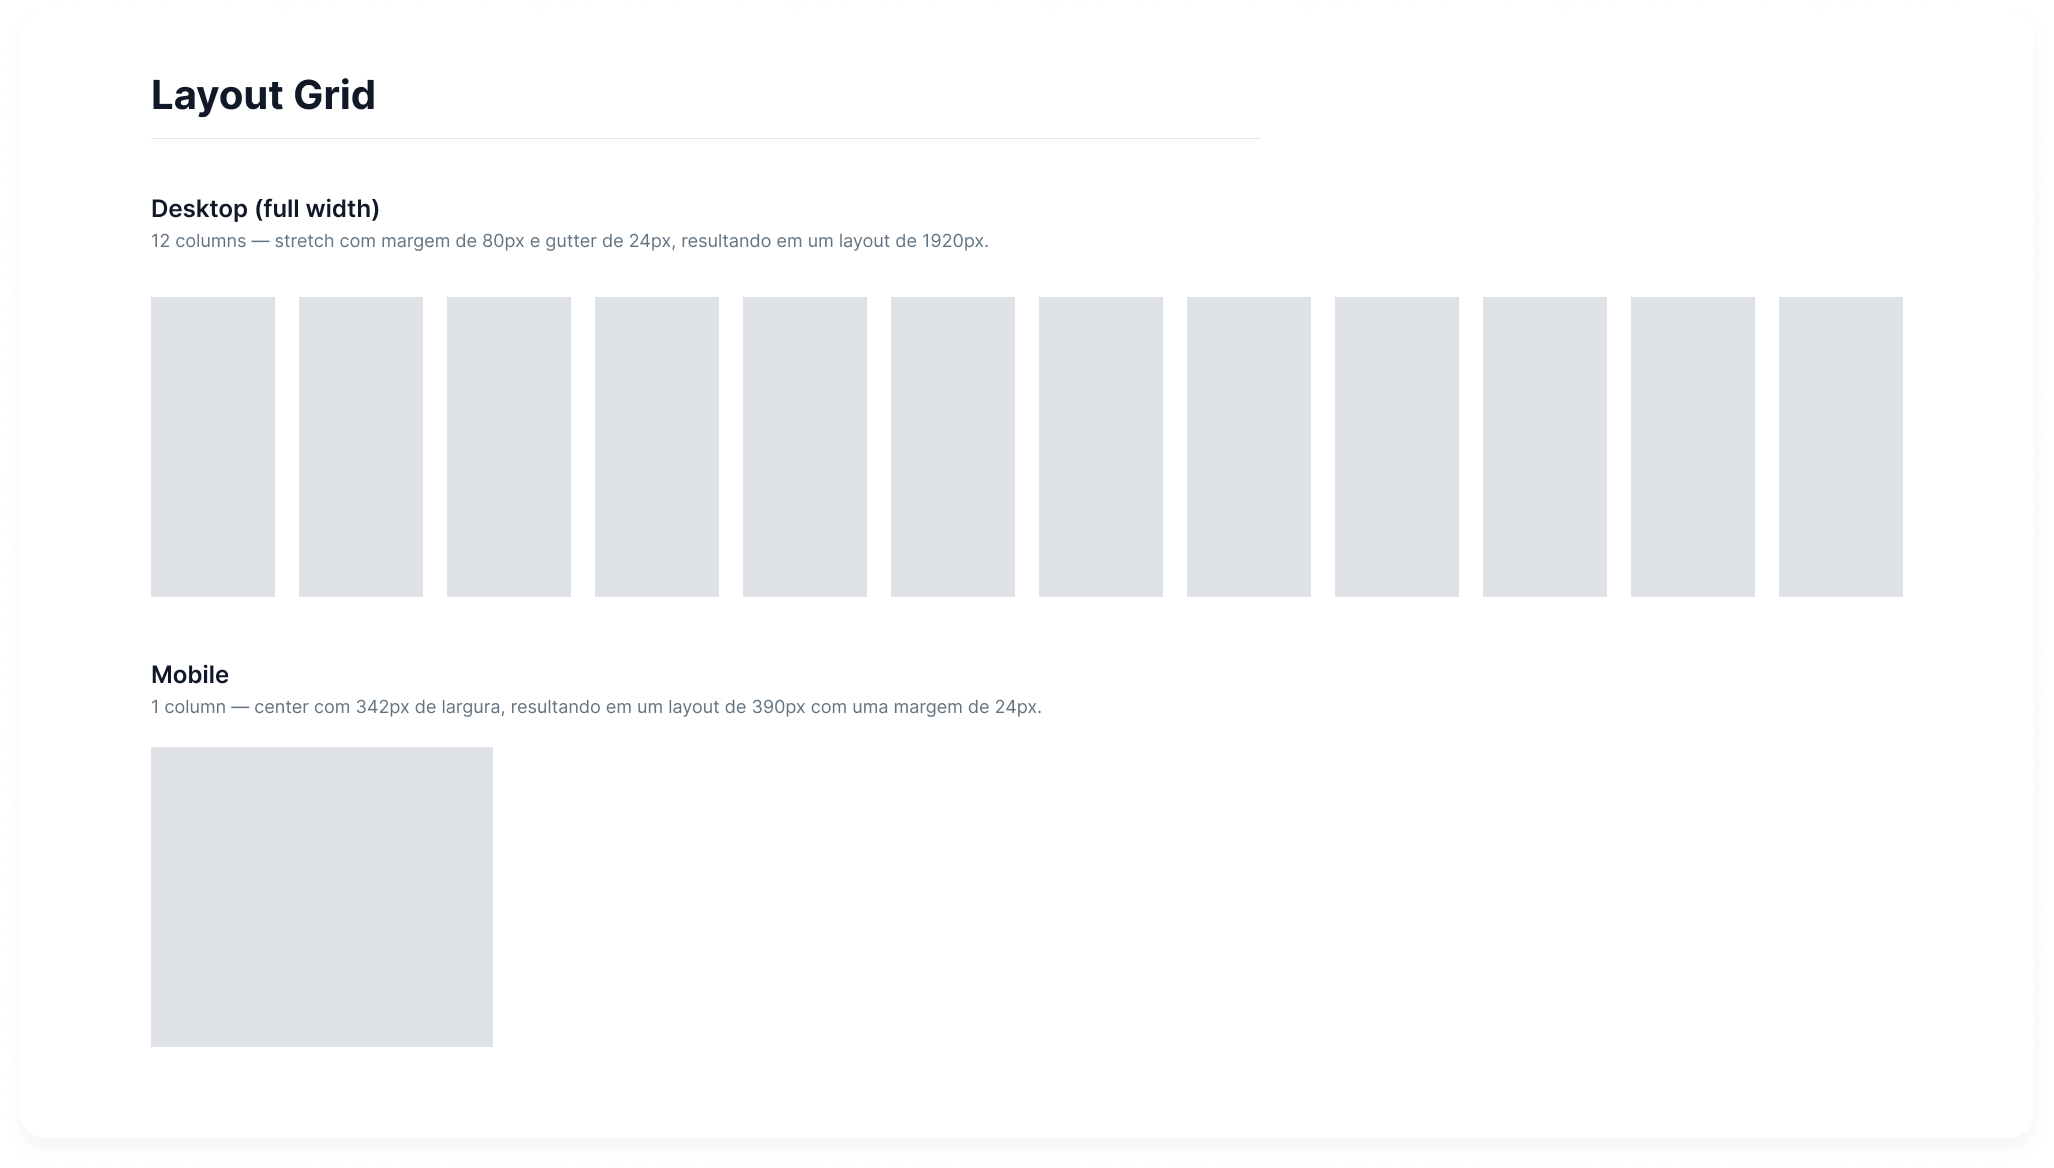 Layout Grid
Desktop (full width)
12 columns — stretch com margem de 80px e gutter de 24px, resultando em um layout de 1920px.
Mobile
1 column — center com 342px de largura, resultando em um layout de 390px com uma margem de 24px.